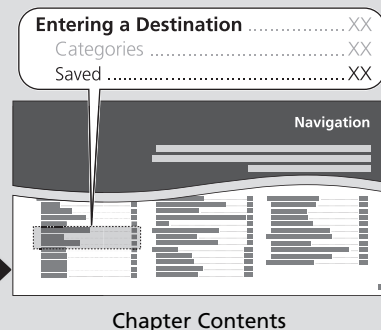 Entering a Destination ................ XX
Categories ................ XX
Saved ................ XX
Navigation
Chapter Contents